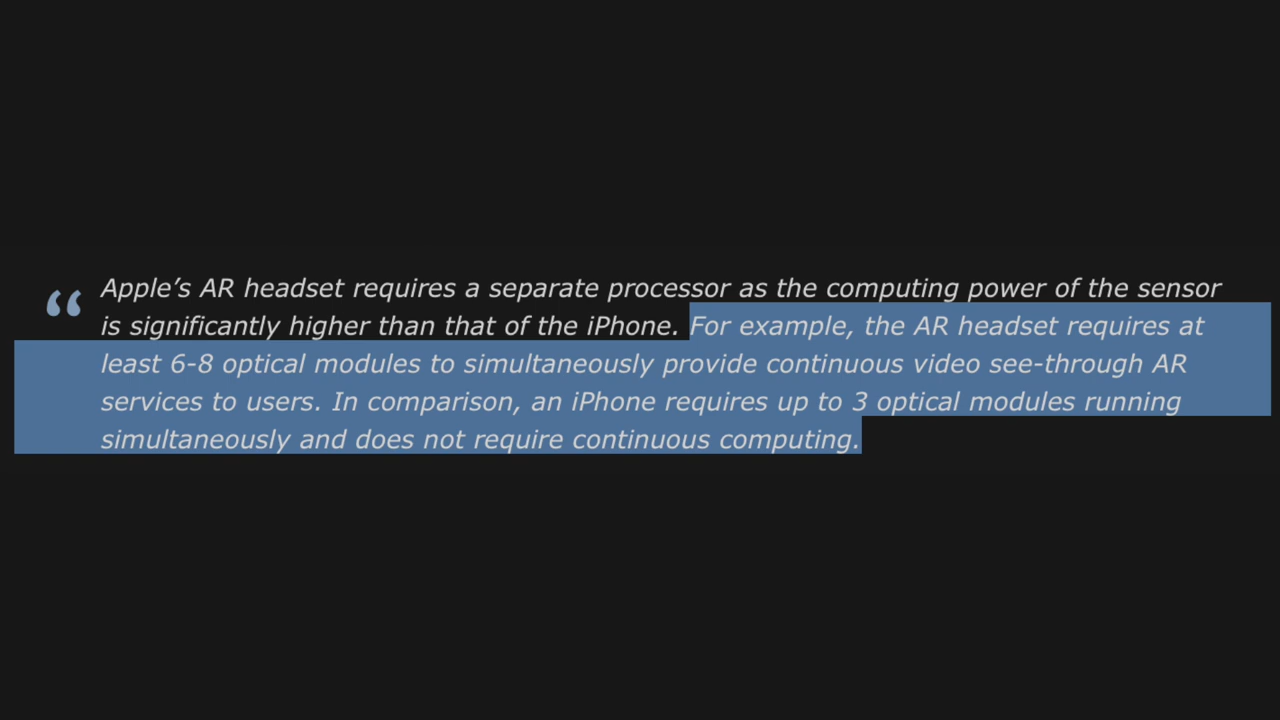 “ Apple’s AR headset requires a separate processor as the computing power of the sensor
is significantly higher than that of the iPhone. For example, the AR headset requires at
least 6-8 optical modules to simultaneously provide continuous video see-through AR
services to users. In comparison, an iPhone requires up to 3 optical modules running
simultaneously and does not require continuous computing.